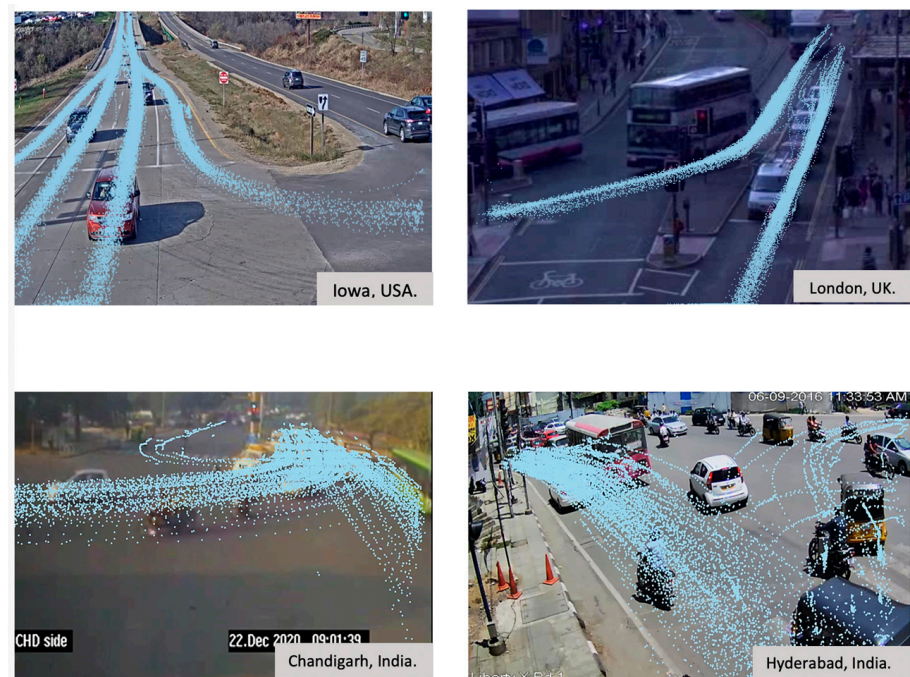 Iowa, USA.
London, UK.
CHD side
22.Dec 2020 09:01:39
Chandigarh, India.
06-09-2016 11:33:53 AM
Hyderabad, India.